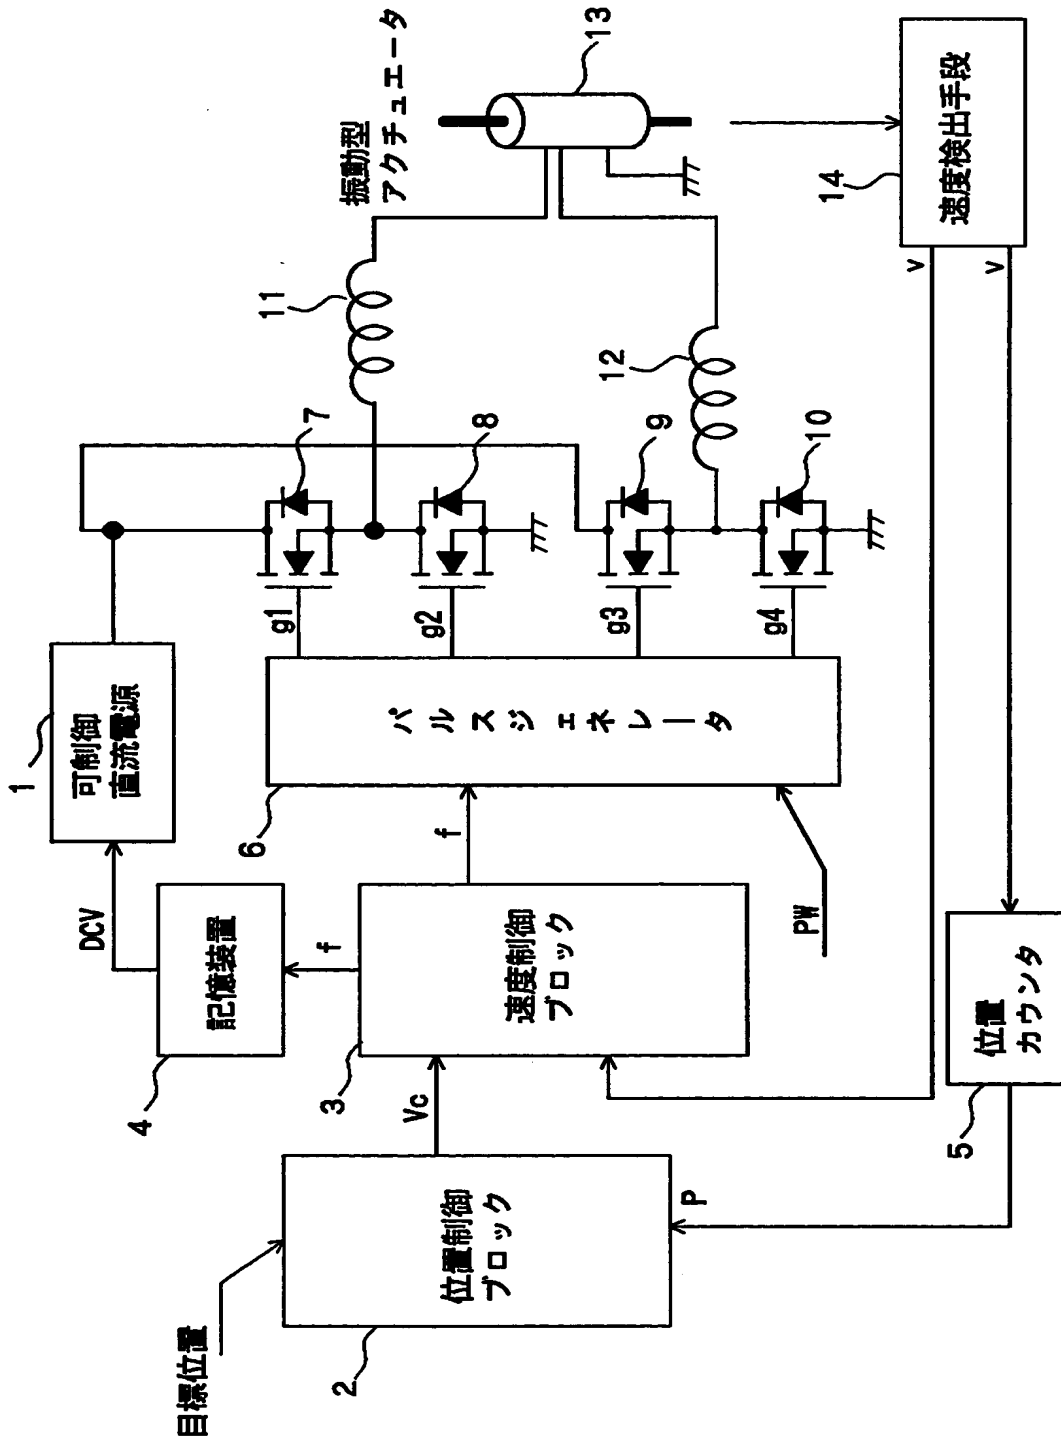 目標位置
2
位置制御
ブロック
P
Vc
3
速度制御
ブロック
f
f
4
記憶装置
DCV
1
可制御
直流電源
5
位置
カウンタ
6
パルスジェネレータ
PW
g1
g2
g3
g4
7
8
9
10
11
12
振動型
アクチュエータ
13
14
速度検出手段
v
v